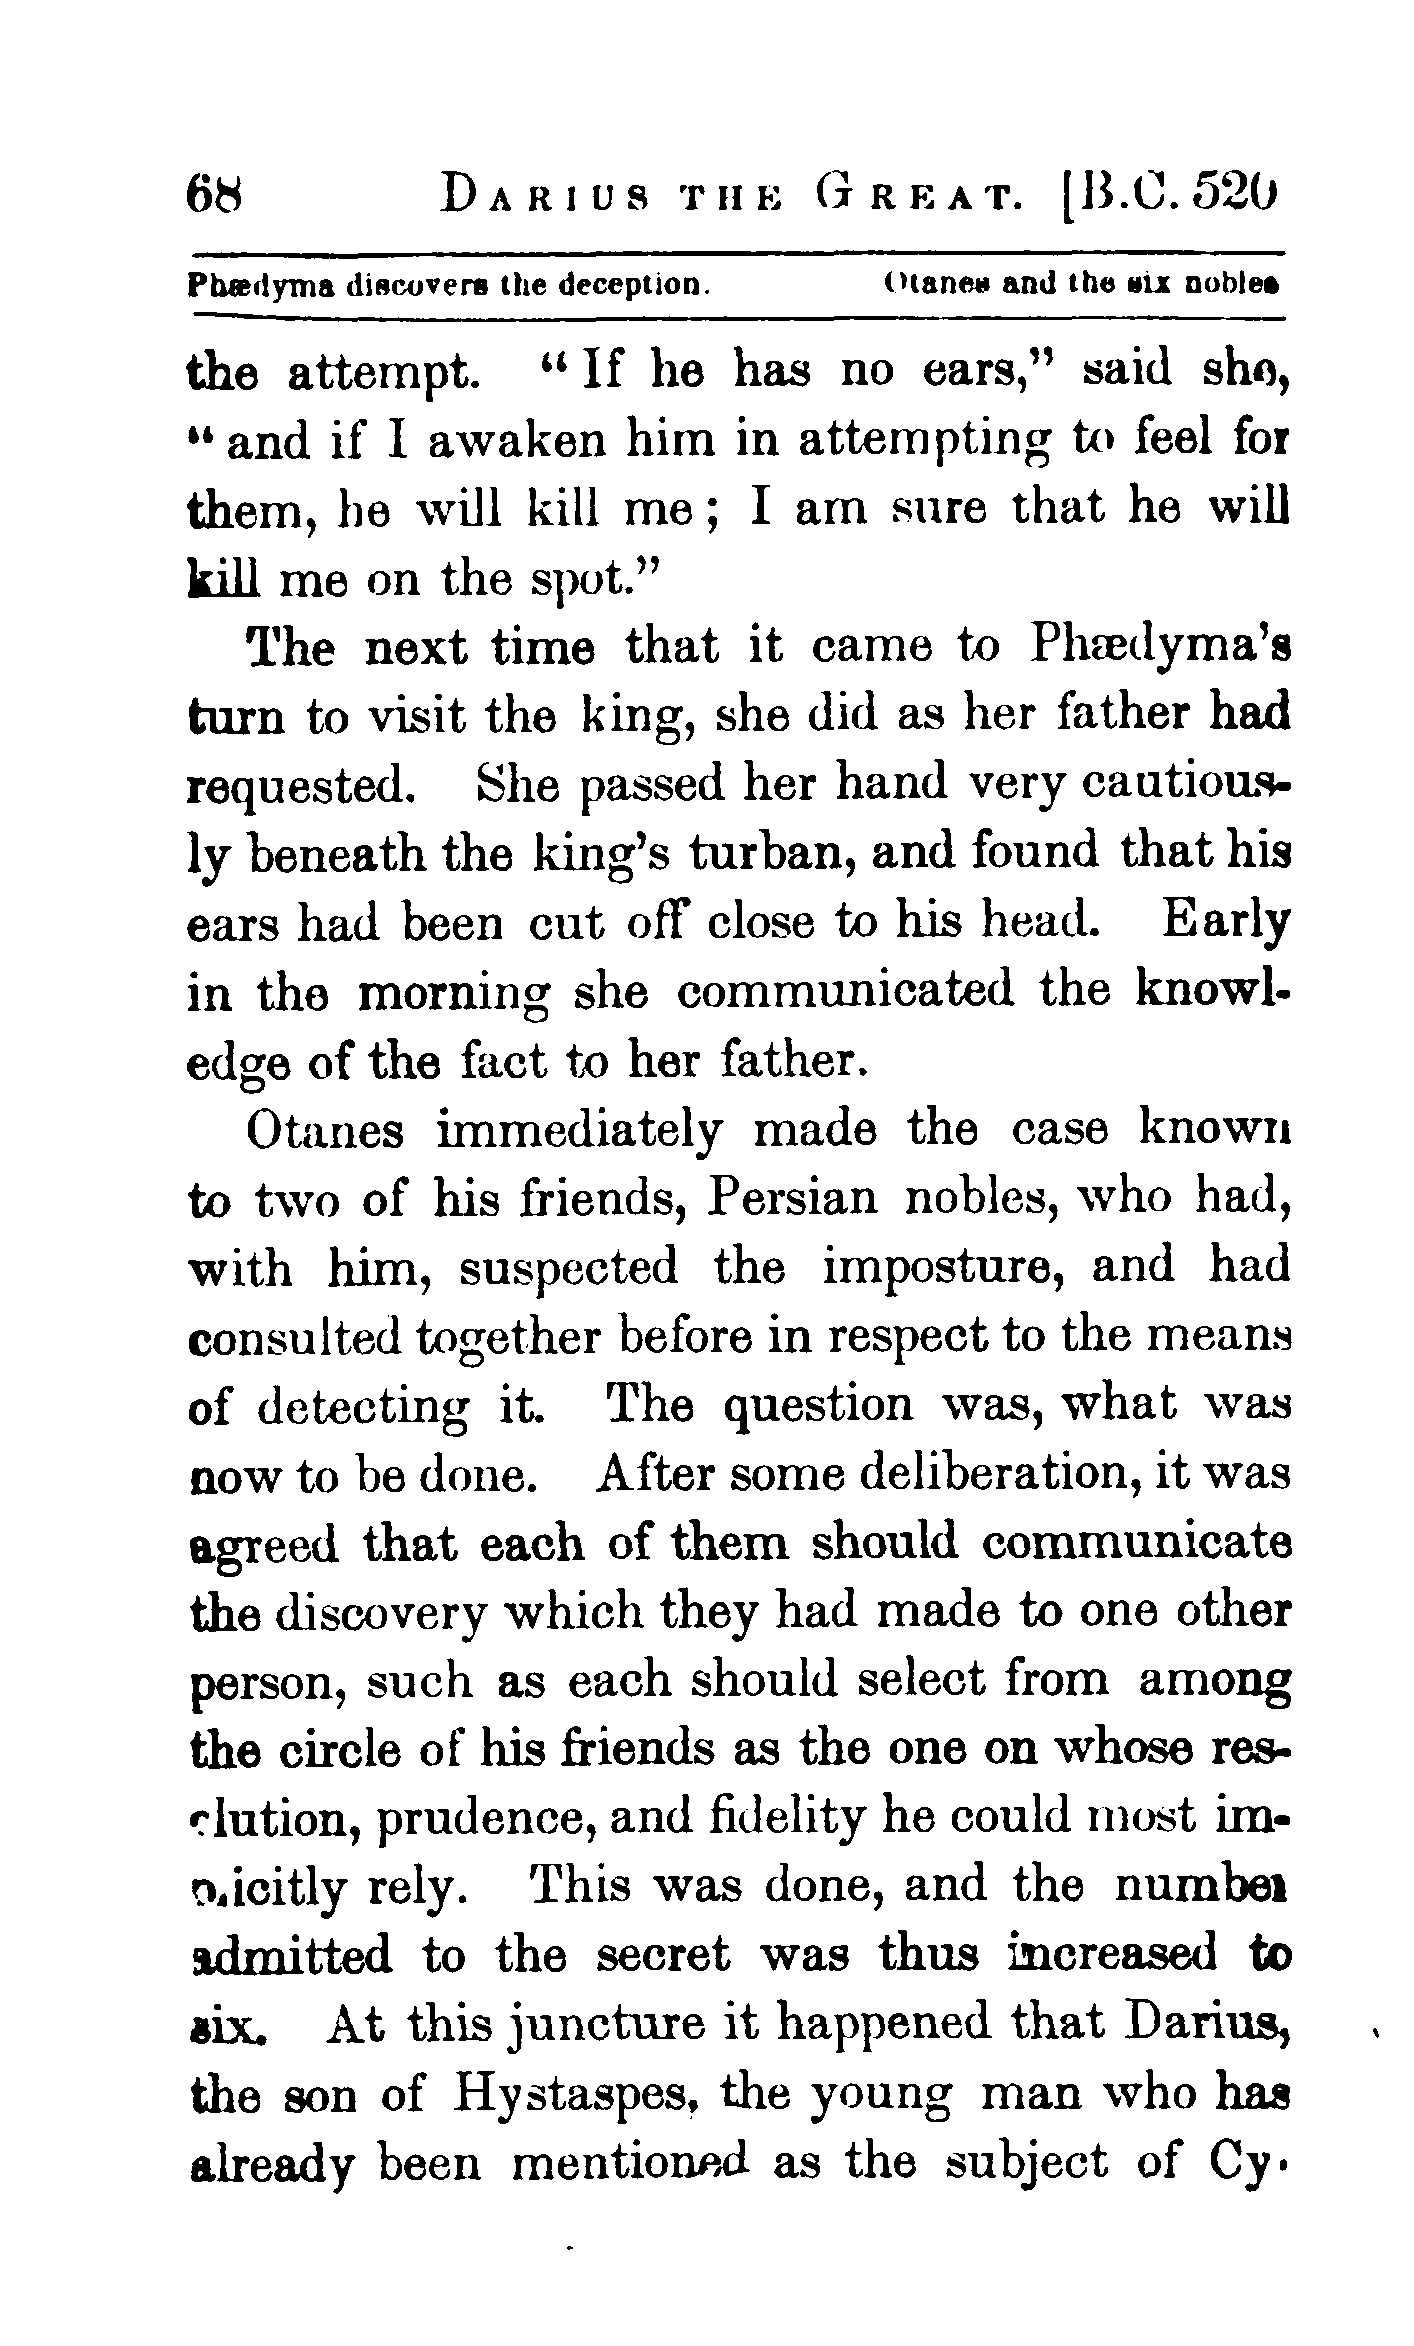 68 DARIUS THE GREAT. [B.C. 520
Phædyma discovers the deception. Otanes and the six nobles
the attempt. "If he has no ears," said she,
"and if I awaken him in attempting to feel for
them, he will kill me; I am sure that he will
kill me on the spot."
The next time that it came to Phædyma's
turn to visit the king, she did as her father had
requested. She passed her hand very cautious-
ly beneath the king's turban, and found that his
ears had been cut off close to his head. Early
in the morning she communicated the knowl-
edge of the fact to her father.
Otanes immediately made the case known
to two of his friends, Persian nobles, who had,
with him, suspected the imposture, and had
consulted together before in respect to the means
of detecting it. The question was, what was
now to be done. After some deliberation, it was
agreed that each of them should communicate
the discovery which they had made to one other
person, such as each should select from among
the circle of his friends as the one on whose res-
olution, prudence, and fidelity he could most im-
plicitly rely. This was done, and the number
admitted to the secret was thus increased to
six. At this juncture it happened that Darius,
the son of Hystaspes, the young man who has
already been mentioned as the subject of Cy-